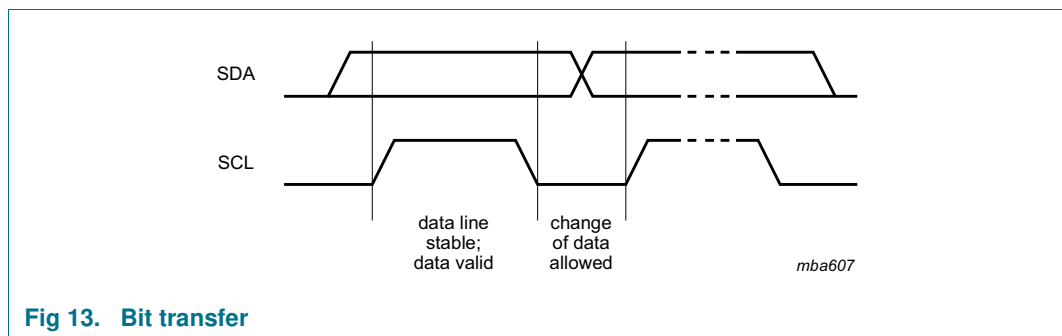 SDA
SCL
data line
stable;
data valid
change
of data
allowed
mba607
Fig 13. Bit transfer